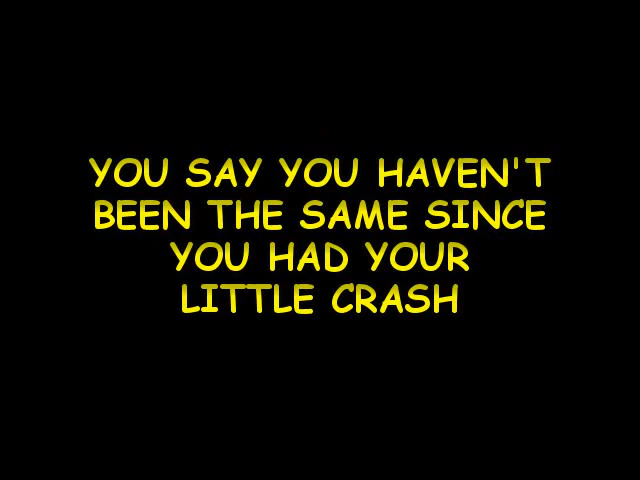 YOU SAY YOU HAVEN'T
BEEN THE SAME SINCE
YOU HAD YOUR
LITTLE CRASH